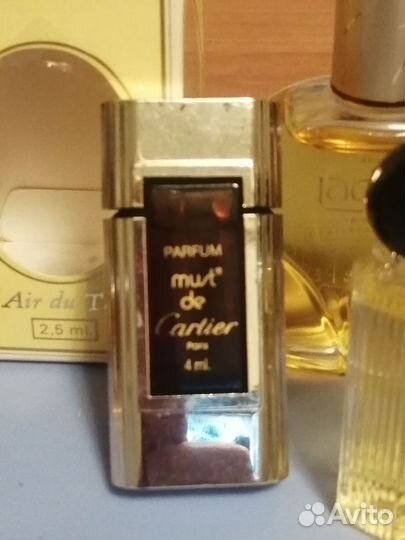 PARFUM
must®
de
Cartier
Paris
4 ml.
Air du T
2,5 ml.
Avito